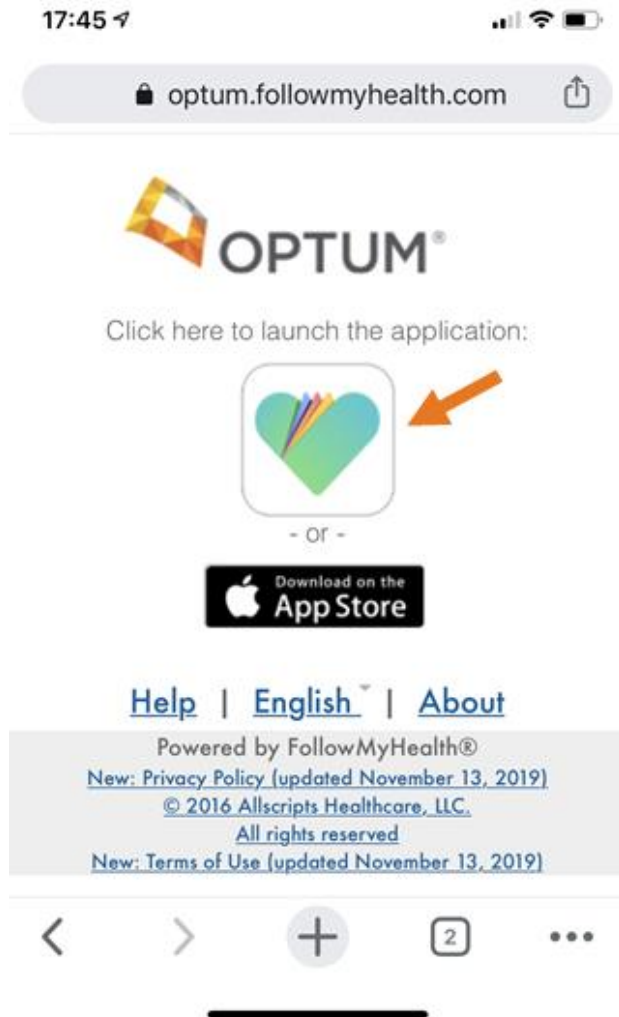 17:45
optum.followmyhealth.com
OPTUM®
Click here to launch the application:
- or -
Download on the
App Store
Help | English | About
Powered by FollowMyHealth®
New: Privacy Policy (updated November 13, 2019)
© 2016 Allscripts Healthcare, LLC.
All rights reserved
New: Terms of Use (updated November 13, 2019)
2